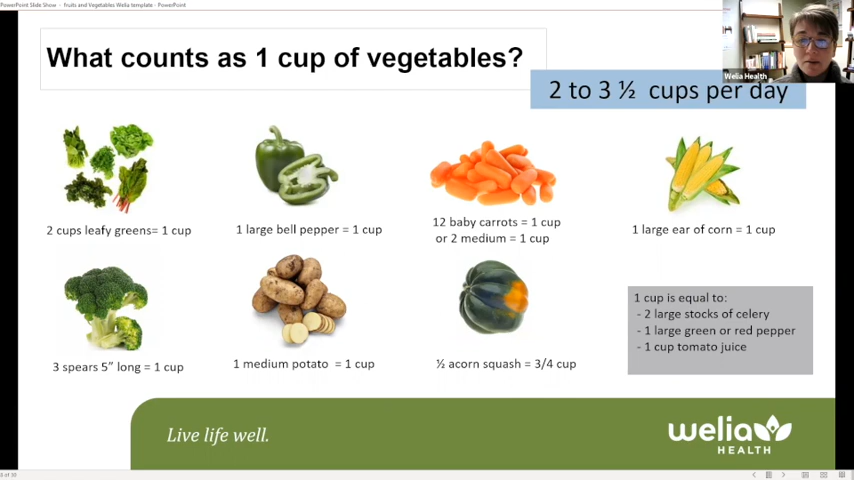 PowerPoint Slide Show - Fruits and Vegetables Welia template - PowerPoint
What counts as 1 cup of vegetables?
Welia Health
2 to 3 ½ cups per day
2 cups leafy greens= 1 cup
1 large bell pepper = 1 cup
12 baby carrots = 1 cup
or 2 medium = 1 cup
1 large ear of corn = 1 cup
3 spears 5” long = 1 cup
1 medium potato = 1 cup
½ acorn squash = 3/4 cup
1 cup is equal to:
- 2 large stocks of celery
- 1 large green or red pepper
- 1 cup tomato juice
Live life well.
welia
HEALTH